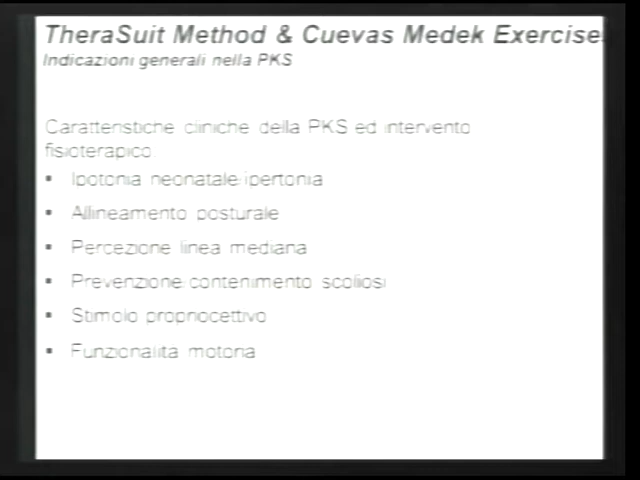 TheraSuit Method & Cuevas Medek Exercises
Indicazioni generali nella PKS
Caratteristiche cliniche della PKS ed intervento
fisioterapico
▪ Ipotonia neonatale/ipertonia
▪ Allineamento posturale
▪ Percezione linea mediana
▪ Prevenzione/contenimento scoliosi
▪ Stimolo propriocettivo
▪ Funzionalità motoria